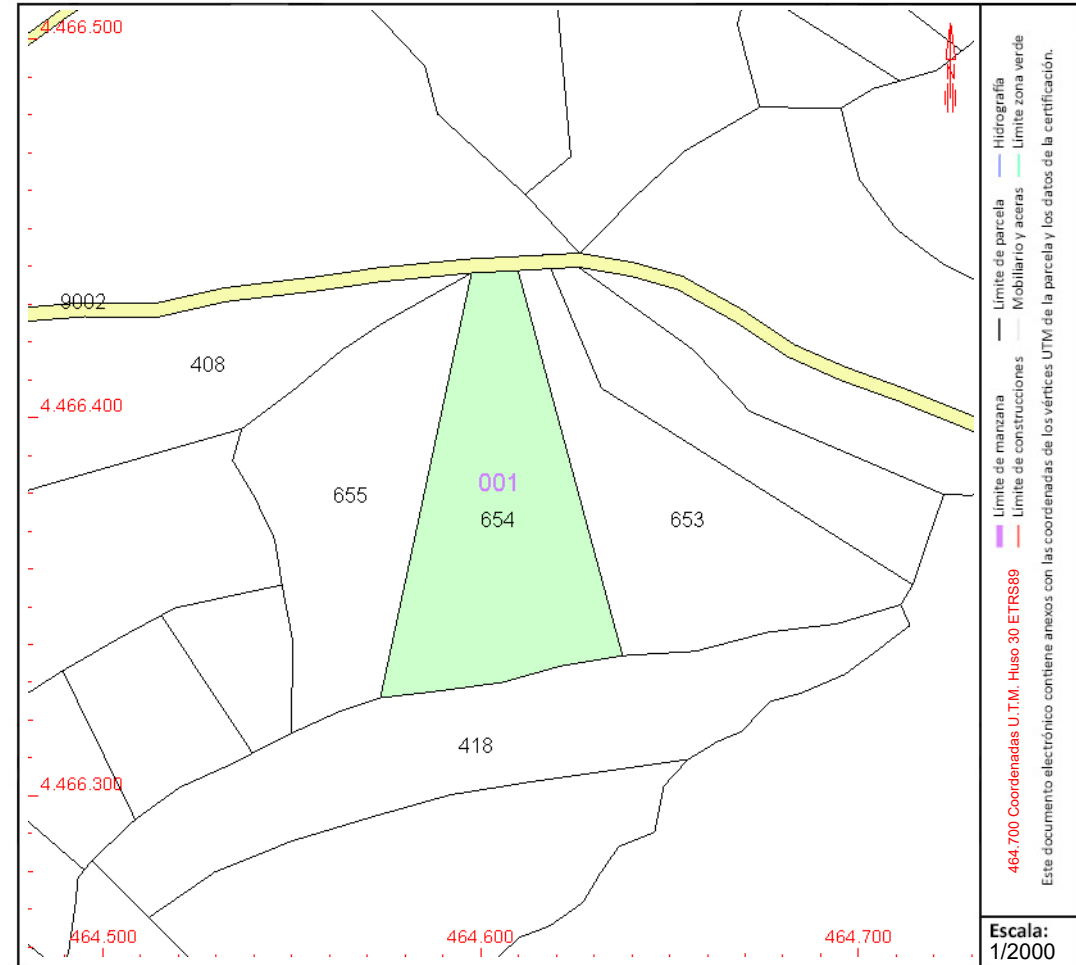 4.466.500
9002
408
4.466.400
001
655
654
653
418
4.466.300
464.500
464.600
464.700
Límite de manzana
Límite de parcela
Hidrografía
464.700 Coordenadas U.T.M. Huso 30 ETRS89
Límite de construcciones
Mobiliario y aceras
Límite zona verde
Este documento electrónico contiene anexos con las coordenadas de los vértices UTM de la parcela y los datos de la certificación.
Escala:
1/2000